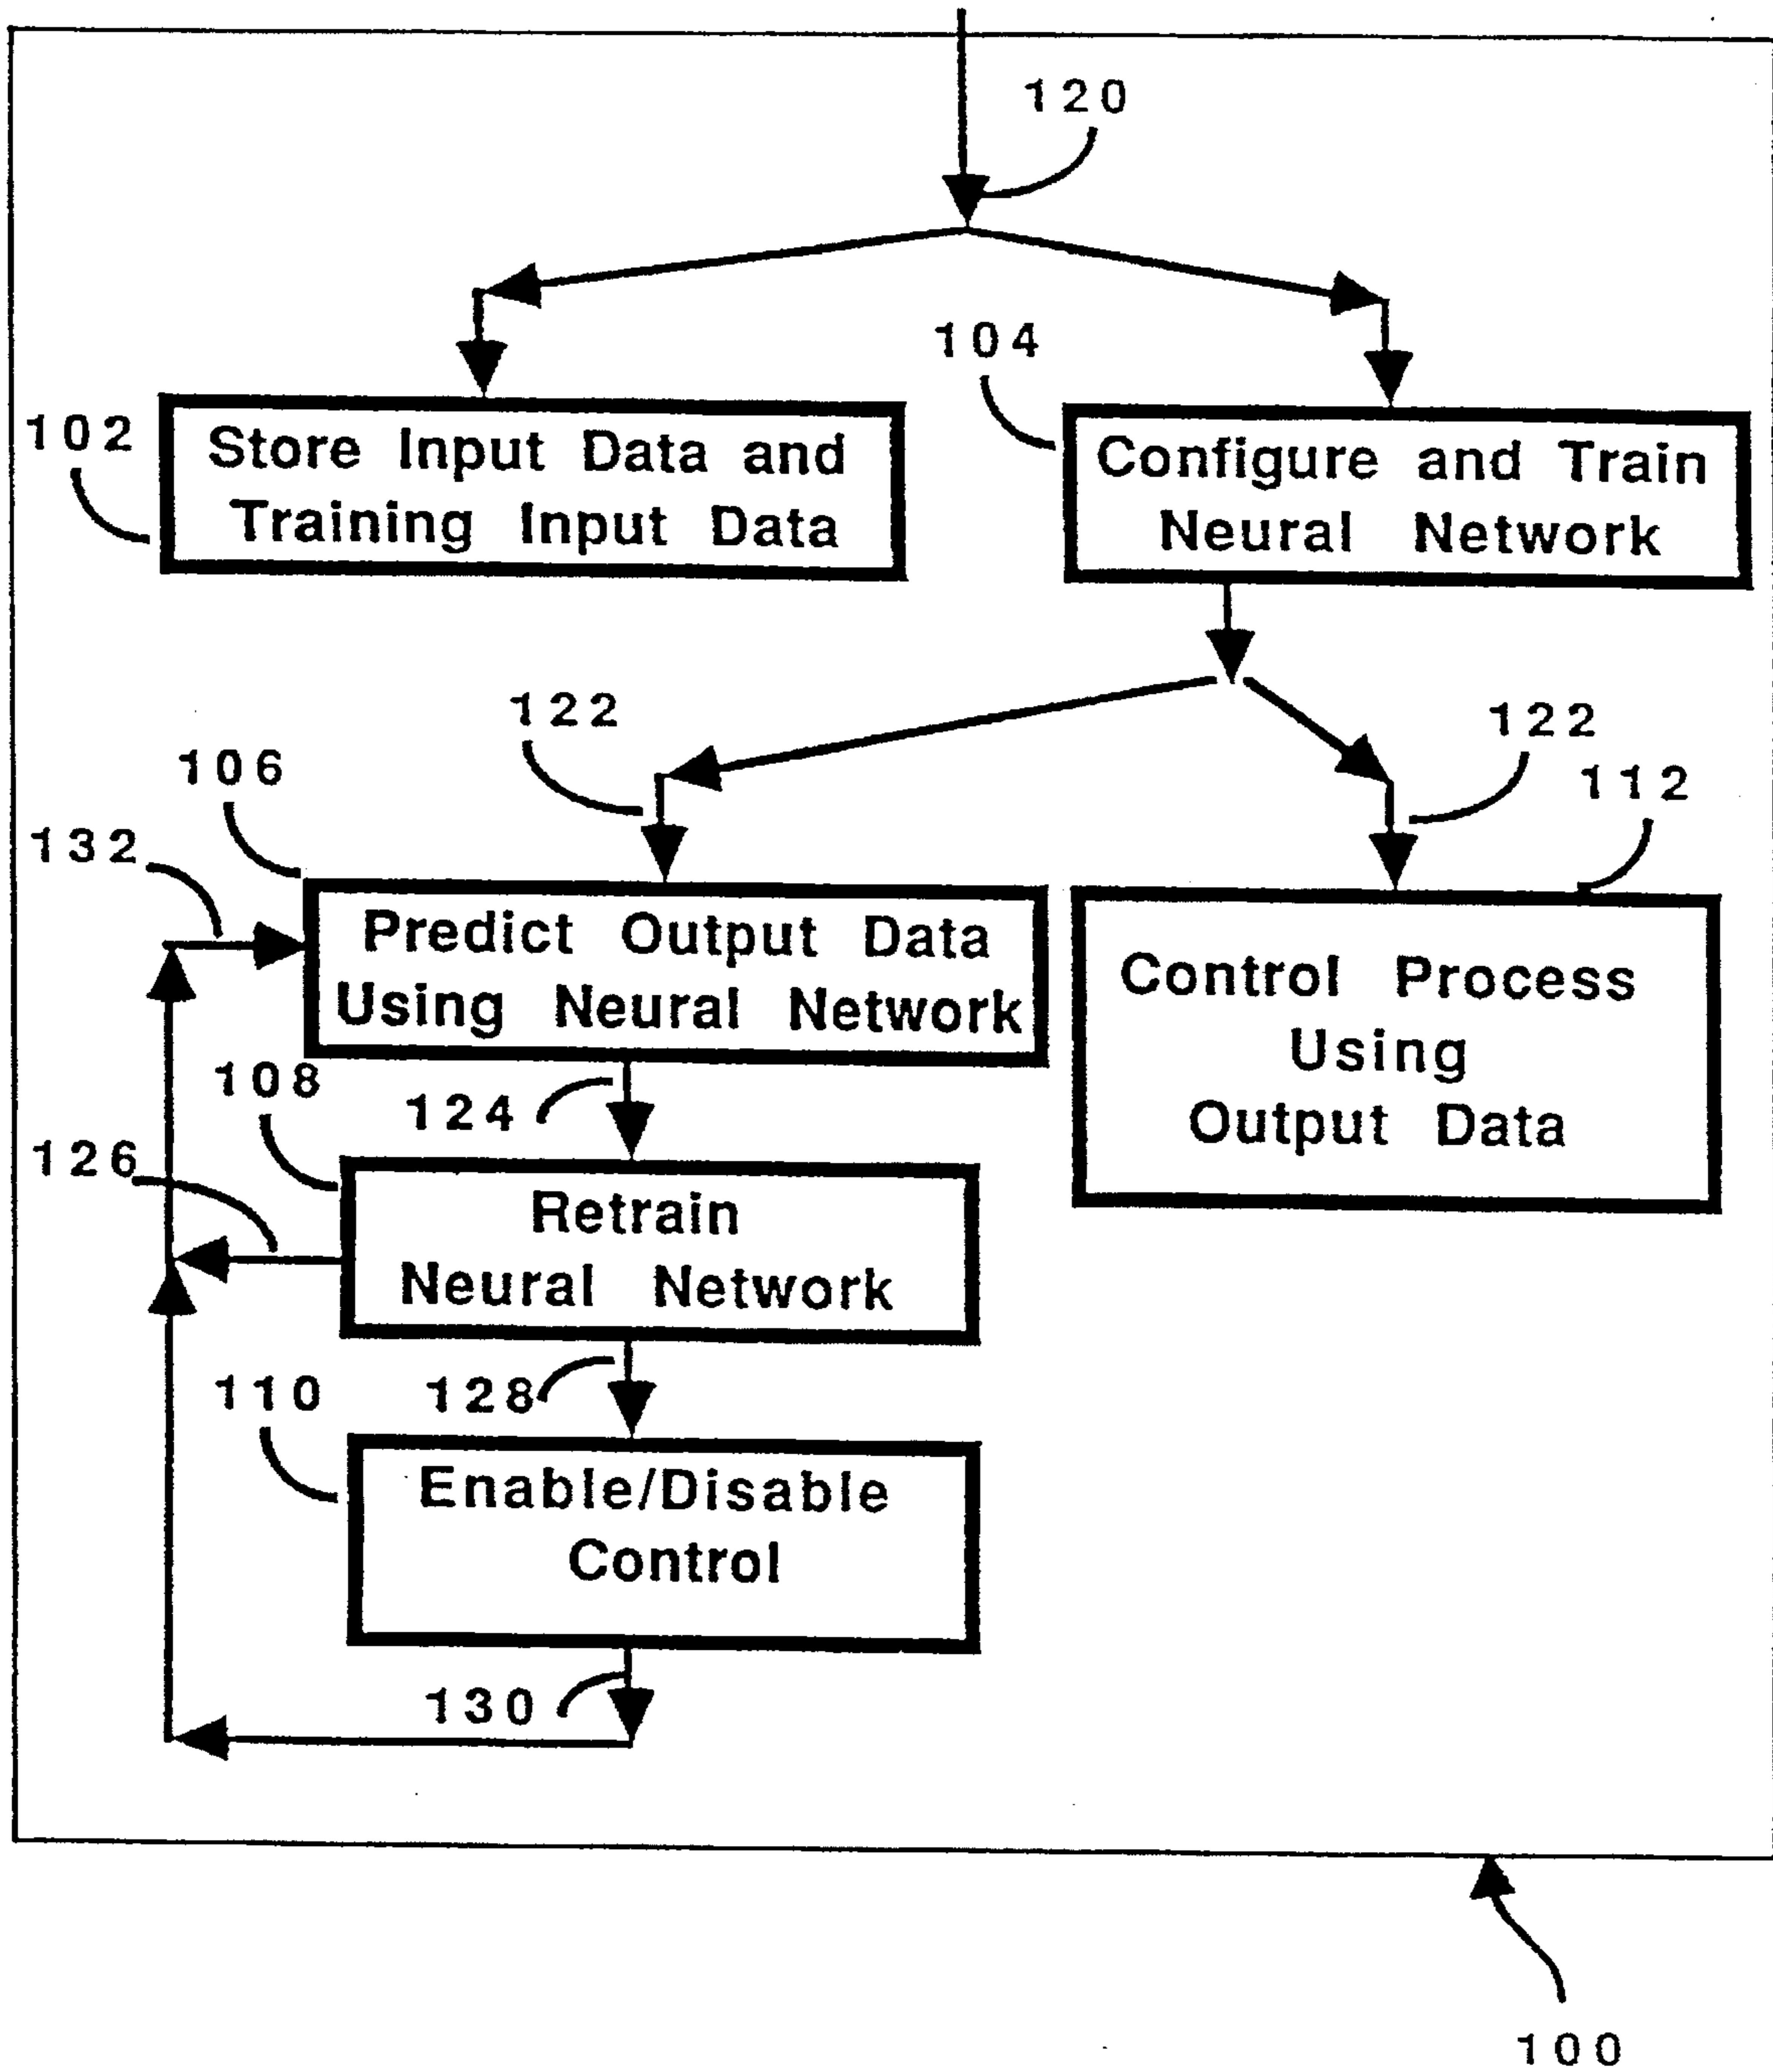 120
104
102
Store Input Data and
Training Input Data
Configure and Train
Neural Network
122
122
106
112
132
Predict Output Data
Using Neural Network
Control Process
Using
Output Data
108
124
126
Retrain
Neural Network
110
128
Enable/Disable
Control
130
100